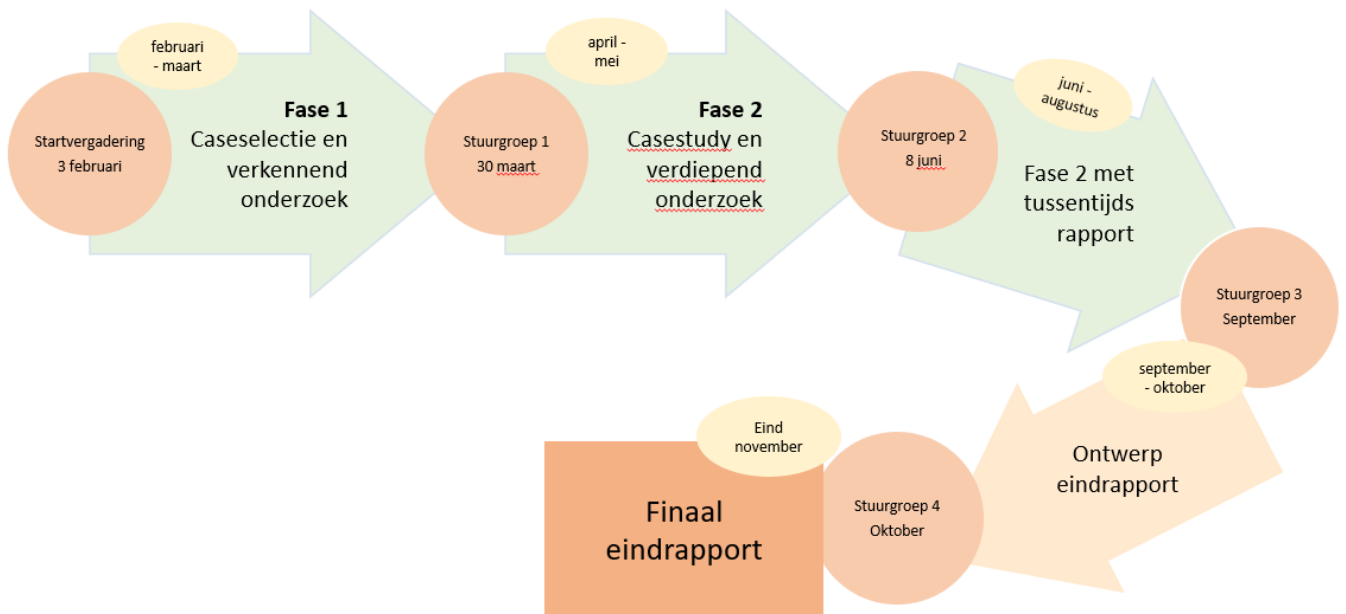 februari
- maart
Startvergadering
3 februari
Fase 1
Caseselectie en
verkennend
onderzoek
Stuurgroep 1
30 maart
april -
mei
Fase 2
Casestudy en
verdiepend
onderzoek
Stuurgroep 2
8 juni
juni -
augustus
Fase 2 met
tussentijds
rapport
Stuurgroep 3
September
september
- oktober
Ontwerp
eindrapport
Stuurgroep 4
Oktober
Eind
november
Finaal
eindrapport